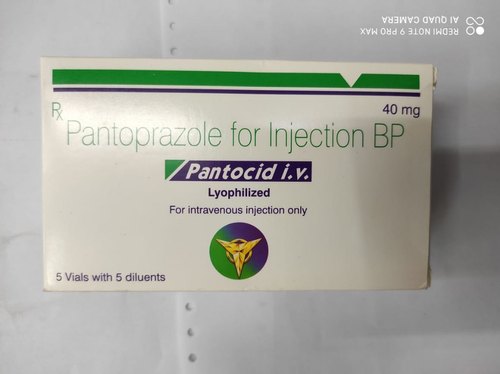 REDMI NOTE 9 PRO MAX
AI QUAD CAMERA
Rx
40 mg
Pantoprazole for Injection BP
Pantocid i.v.
Lyophilized
For intravenous injection only
5 Vials with 5 diluents